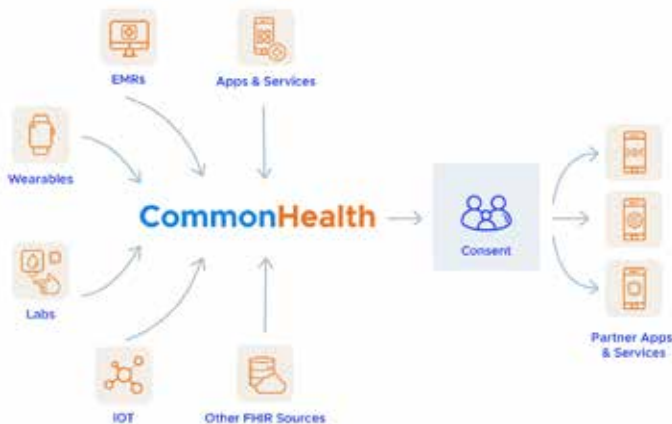 EMRs
Apps & Services
Wearables
CommonHealth
Consent
Labs
Partner Apps
& Services
IOT
Other FHIR Sources